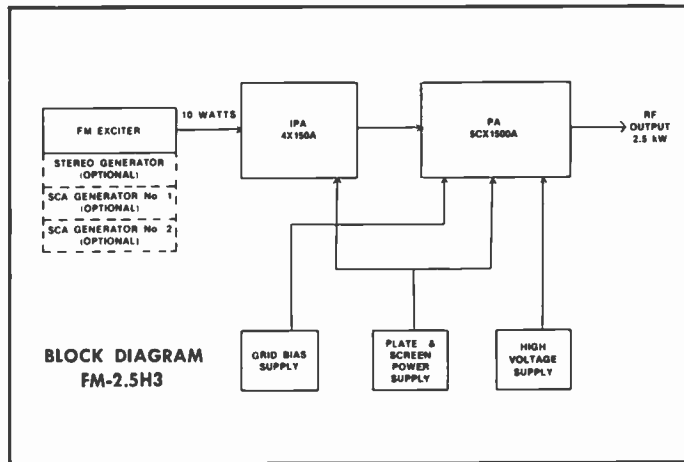 10 WATTS
FM EXCITER
IPA
4X150A
PA
5CX1500A
RF
OUTPUT
2.5 kW
STEREO GENERATOR
(OPTIONAL)
SCA GENERATOR No 1
(OPTIONAL)
SCA GENERATOR No 2
(OPTIONAL)
BLOCK DIAGRAM
FM-2.5H3
GRID BIAS
SUPPLY
PLATE &
SCREEN
POWER
SUPPLY
HIGH
VOLTAGE
SUPPLY